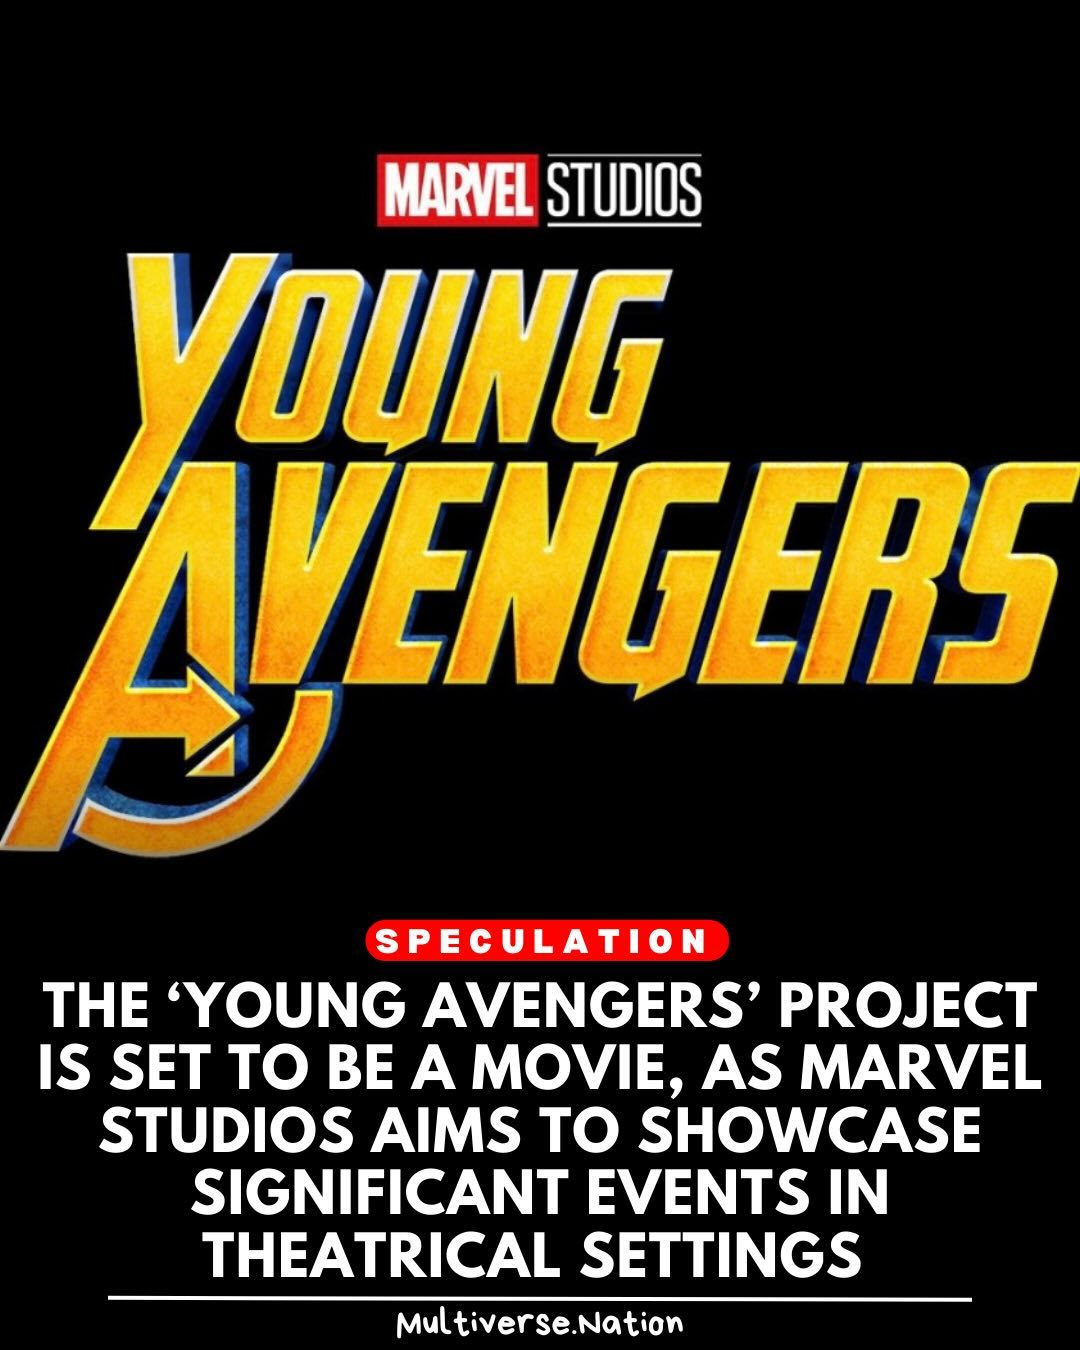 MARVEL STUDIOS
YOUNG
AVENGERS
SPECULATION
THE ‘YOUNG AVENGERS’ PROJECT
IS SET TO BE A MOVIE, AS MARVEL
STUDIOS AIMS TO SHOWCASE
SIGNIFICANT EVENTS IN
THEATRICAL SETTINGS
Multiverse.Nation